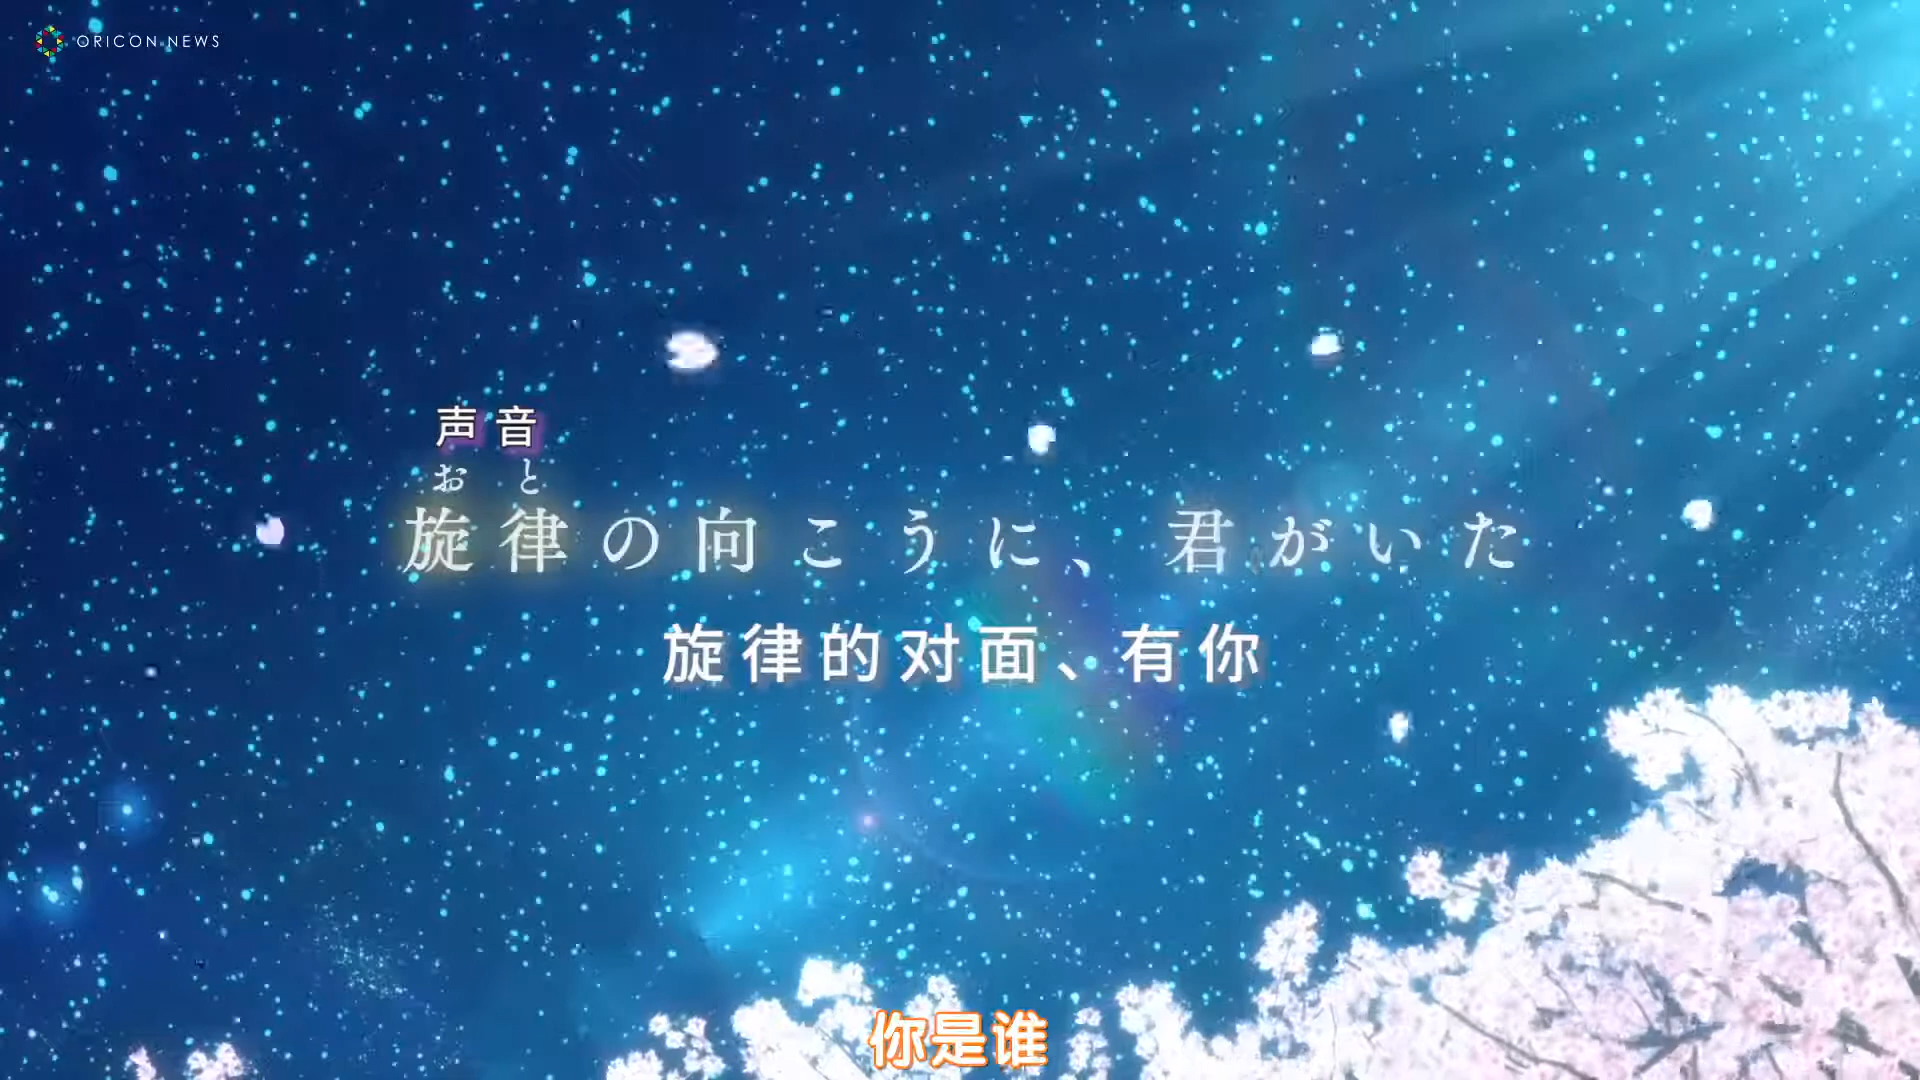 ORICON NEWS
声音
おと
旋律の向こうに、君がいた
旋律的对面、有你
你是谁